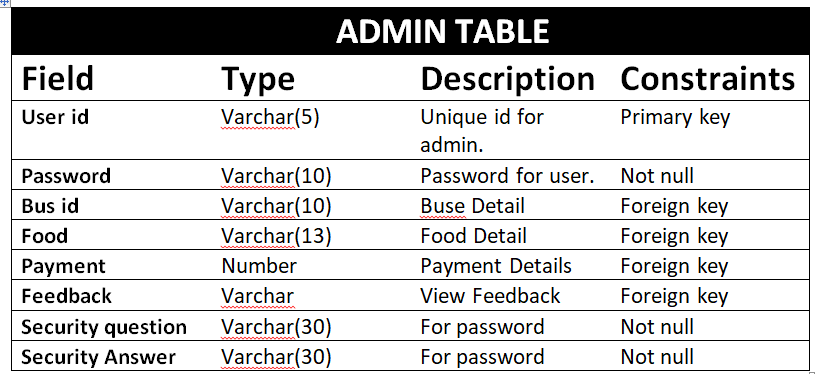 ADMIN TABLE
Field Type Description Constraints
User id Varchar(5) Unique id for Primary key
admin.
Password Varchar(10) Password for user. Not null
Bus id Varchar(10) Buse Detail Foreign key
Food Varchar(13) Food Detail Foreign key
Payment Number Payment Details Foreign key
Feedback Varchar View Feedback Foreign key
Security question Varchar(30) For password Not null
Security Answer Varchar(30) For password Not null